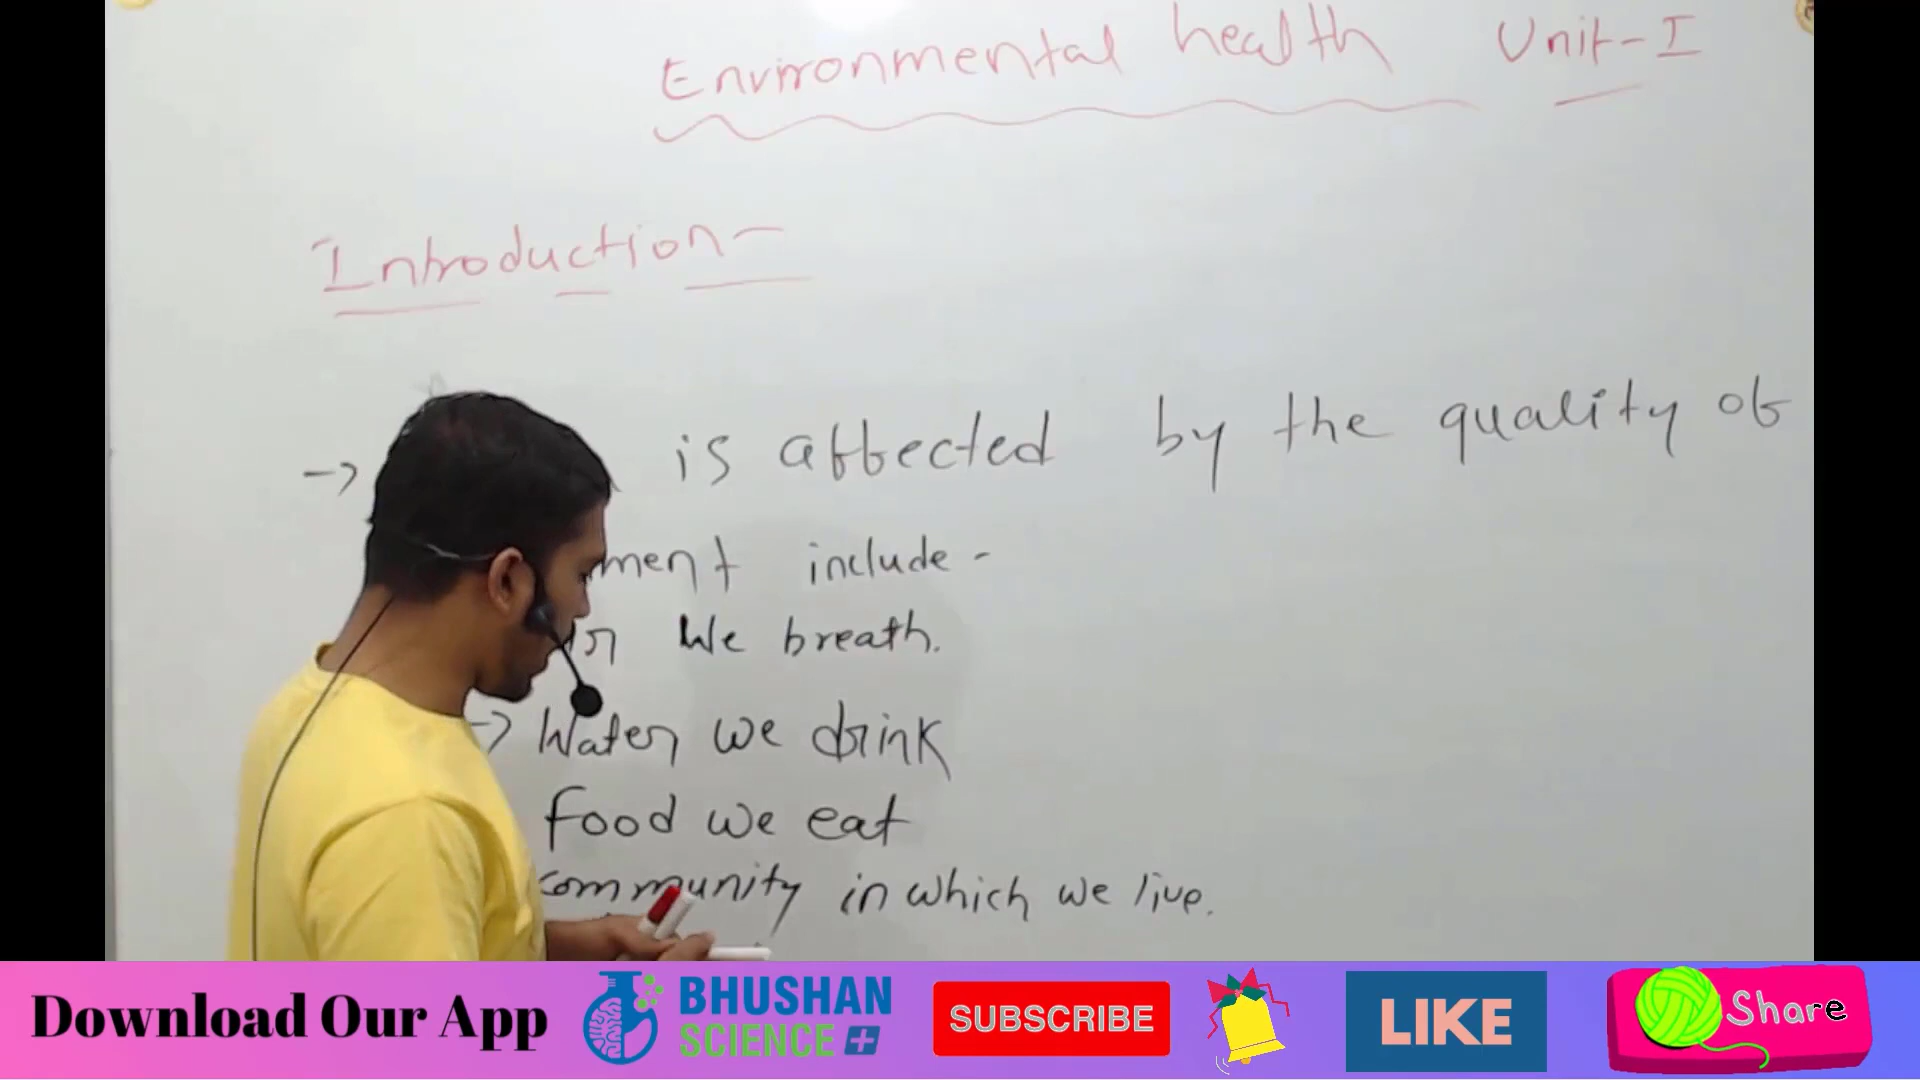 Environmental health Unit-I
Introduction-
→ is affected by the quality of
ment include -
We breath.
→ Water we drink
Food we eat
community in which we live.
Download Our App
BHUSHAN
SCIENCE +
SUBSCRIBE
LIKE
Share